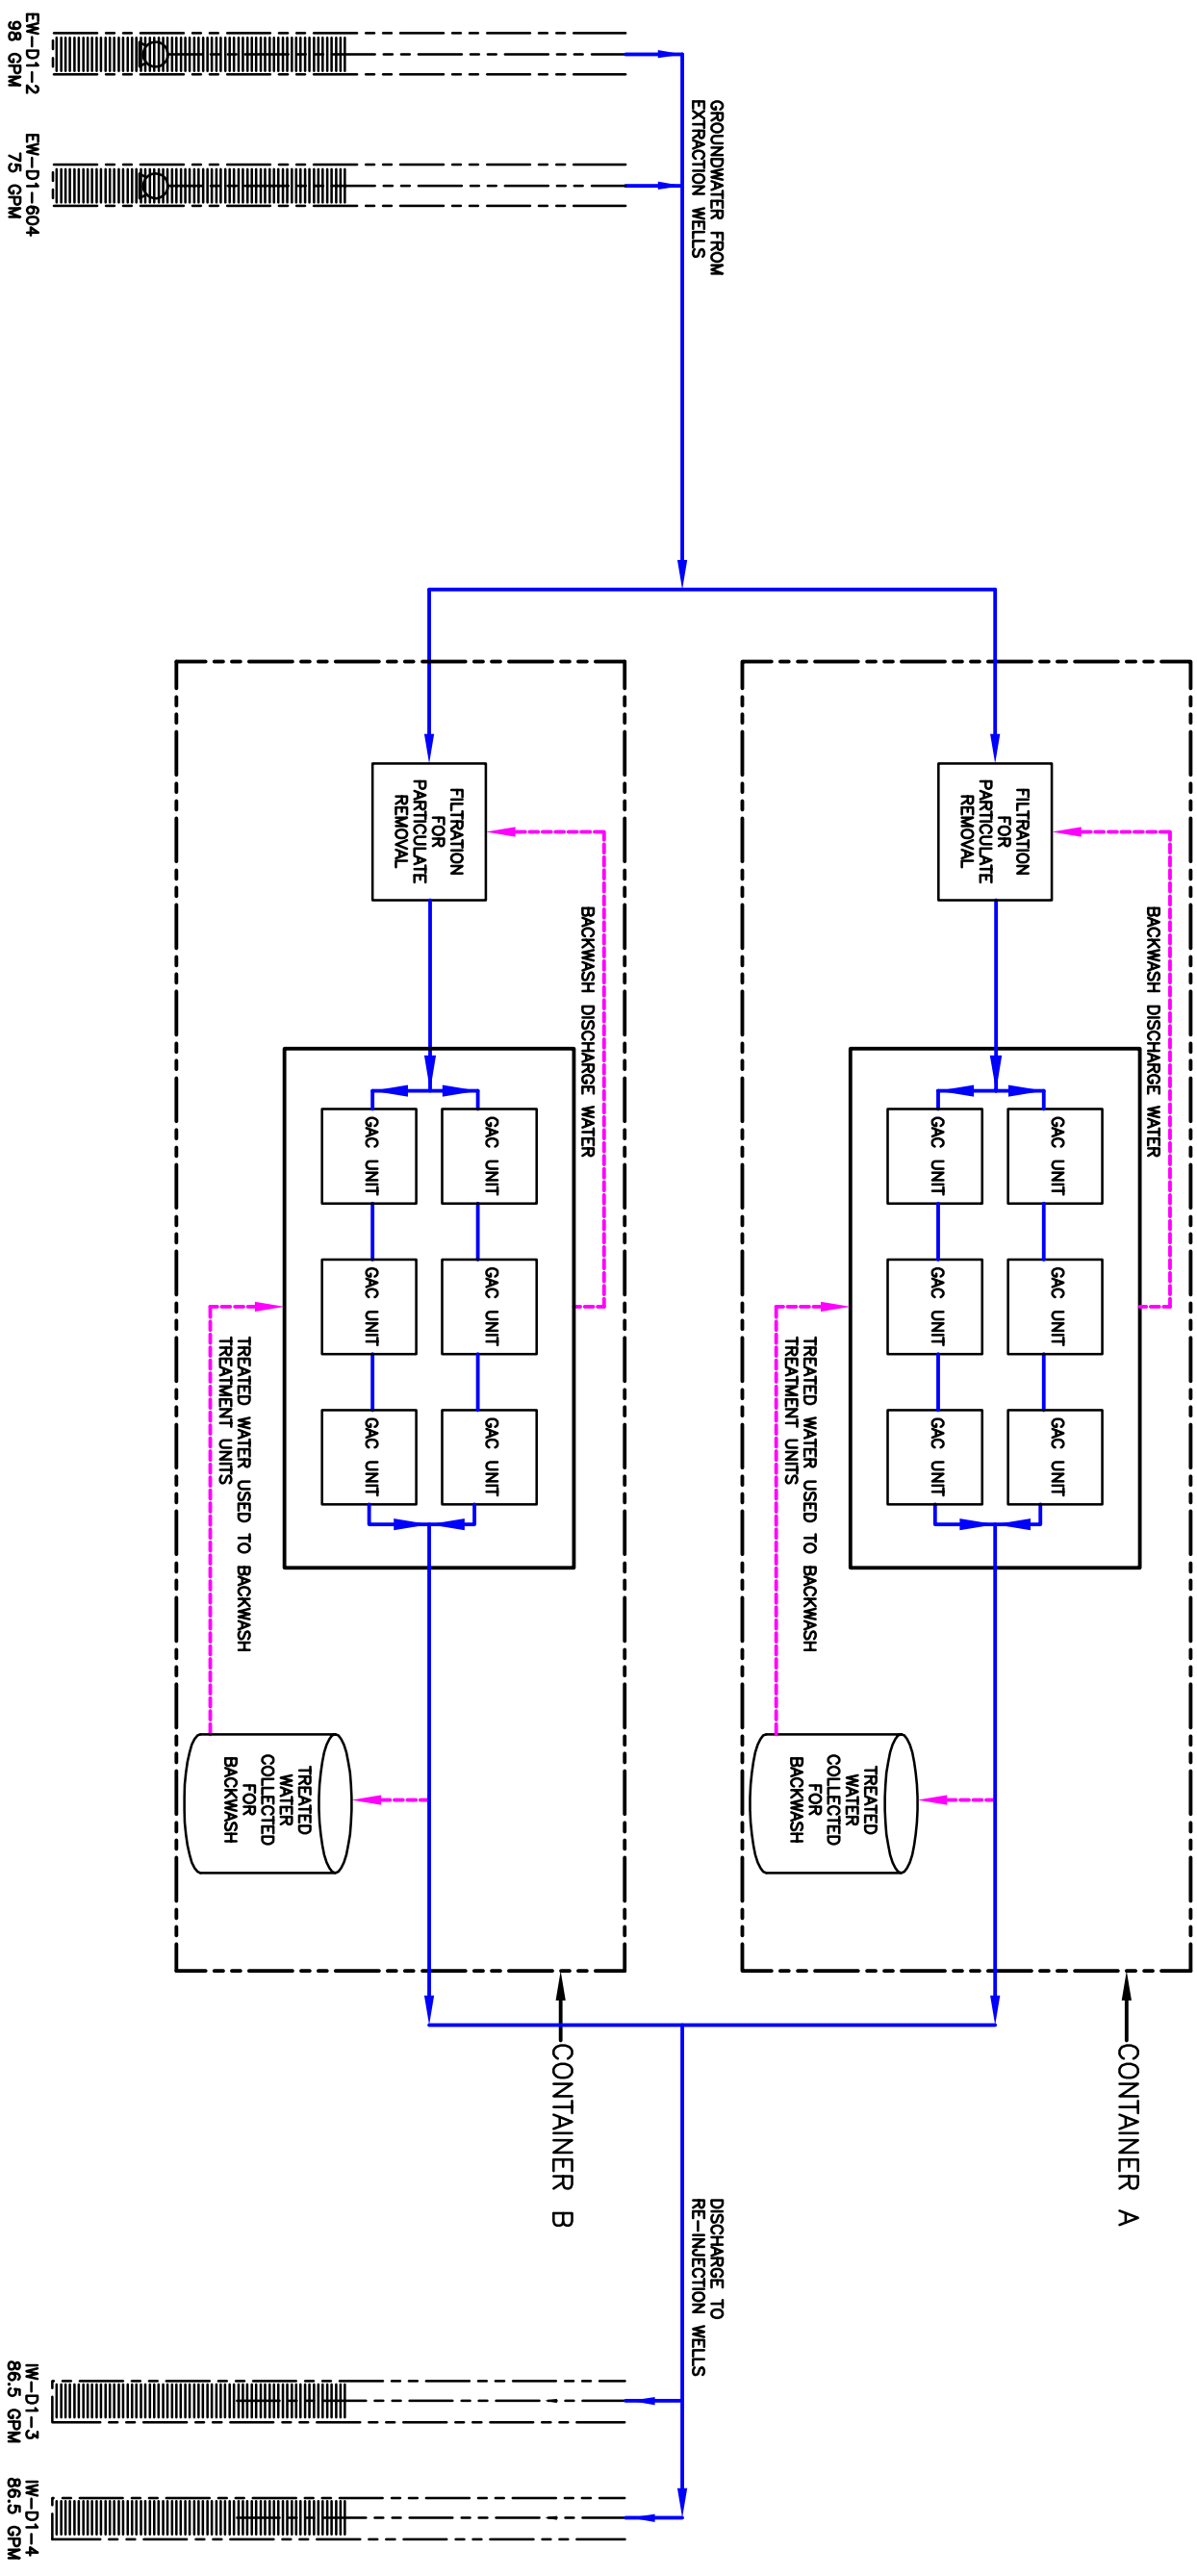 CONTAINER A
BACKWASH DISCHARGE WATER
FILTRATION
FOR
PARTICULATE
REMOVAL
GAC UNIT
GAC UNIT
GAC UNIT
GAC UNIT
GAC UNIT
GAC UNIT
TREATED WATER USED TO BACKWASH
TREATMENT UNITS
TREATED
WATER
COLLECTED
FOR
BACKWASH
GROUNDWATER FROM
EXTRACTION WELLS
DISCHARGE TO
RE-INJECTION WELLS
CONTAINER B
BACKWASH DISCHARGE WATER
FILTRATION
FOR
PARTICULATE
REMOVAL
GAC UNIT
GAC UNIT
GAC UNIT
GAC UNIT
GAC UNIT
GAC UNIT
TREATED WATER USED TO BACKWASH
TREATMENT UNITS
TREATED
WATER
COLLECTED
FOR
BACKWASH
EW-D1-2
98 GPM
EW-D1-604
75 GPM
IW-D1-3
86.5 GPM
IW-D1-4
86.5 GPM